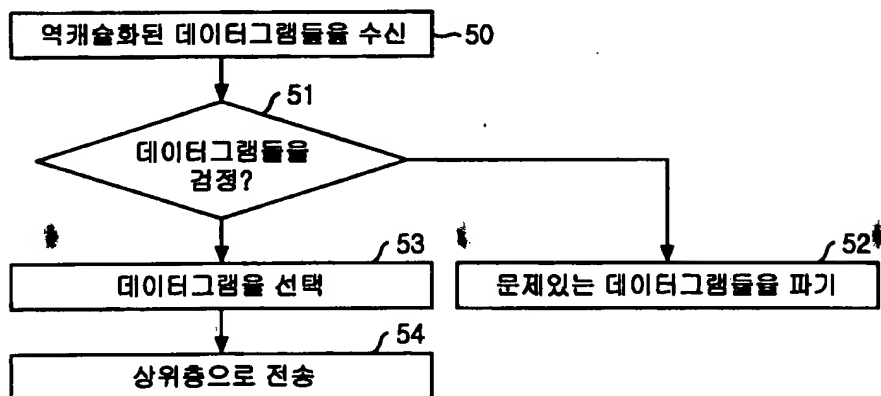 역캐슐화된 데이터그램들을 수신
50
51
데이터그램들을
검정?
53
데이터그램을 선택
52
문제있는 데이터그램들을 파기
54
상위층으로 전송